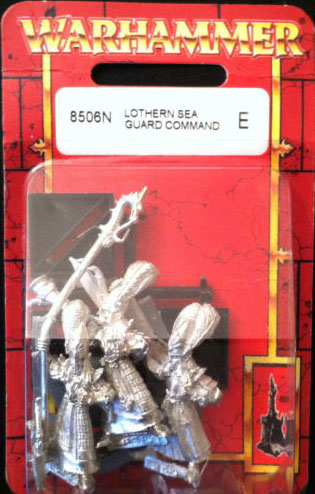 WARHAMMER
8506N LOTHERN SEA E
GUARD COMMAND